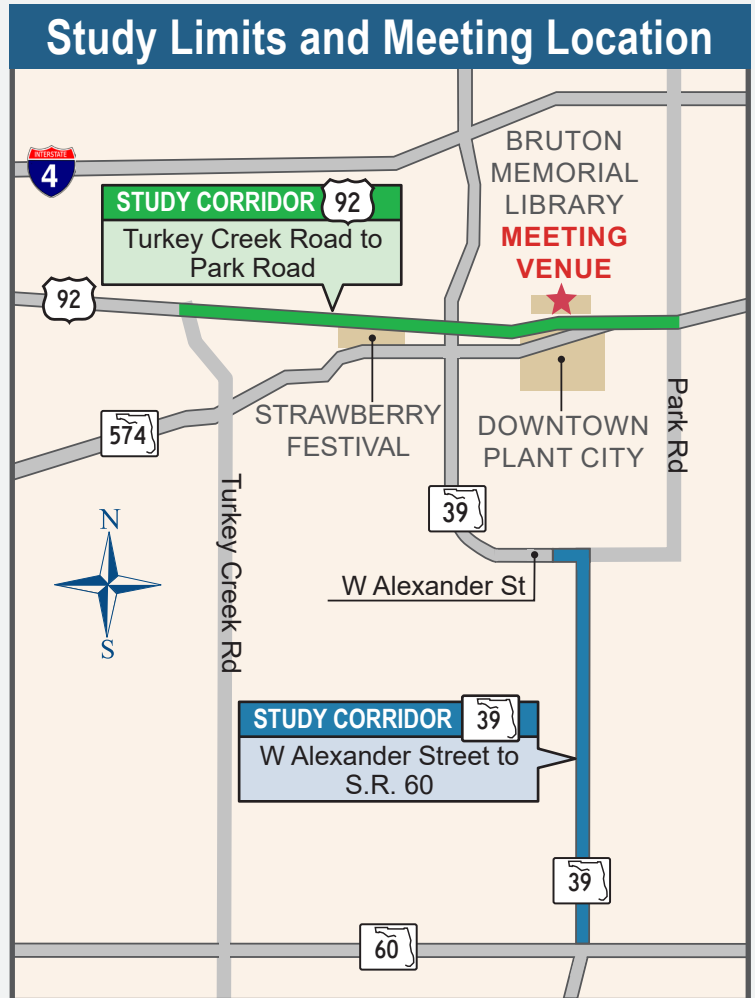 Study Limits and Meeting Location
INTERSTATE
4
BRUTON
MEMORIAL
LIBRARY
MEETING
VENUE
STUDY CORRIDOR 92
Turkey Creek Road to
Park Road
92
574
STRAWBERRY
FESTIVAL
DOWNTOWN
PLANT CITY
Park Rd
Turkey Creek Rd
39
N
S
W Alexander St
STUDY CORRIDOR 39
W Alexander Street to
S.R. 60
39
60